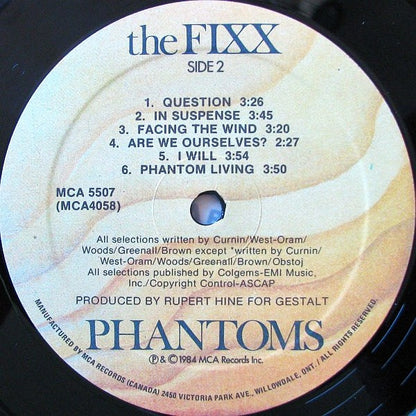 the FIXX
SIDE 2
1. QUESTION 3:26
2. IN SUSPENSE 3:45
3. FACING THE WIND 3:20
4. ARE WE OURSELVES? 2:27
5. I WILL 3:54
6. PHANTOM LIVING 3:50
MCA 5507
(MCA4058)
All selections written by Curnin/West-Oram/
Woods/Greenall/Brown except *written by Curnin/
West-Oram/Woods/Greenall/Brown/Obstoj
All selections published by Colgems-EMI Music,
Inc./Copyright Control-ASCAP
PRODUCED BY RUPERT HINE FOR GESTALT
PHANTOMS
℗ & © 1984 MCA Records Inc.
MANUFACTURED BY MCA RECORDS (CANADA) 2450 VICTORIA PARK AVE., WILLOWDALE, ONT. / ALL RIGHTS RESERVED